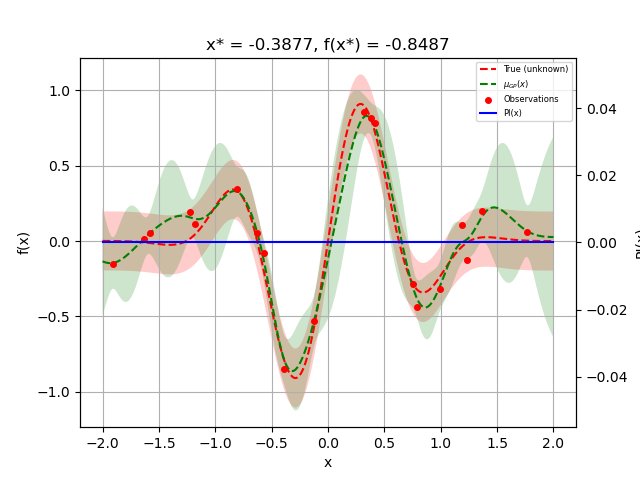 x* = -0.3877, f(x*) = -0.8487
True (unknown)
μGP(x)
Observations
PI(x)
1.0
0.5
0.0
−0.5
−1.0
f(x)
0.04
0.02
0.00
−0.02
−0.04
PI(x)
−2.0 −1.5 −1.0 −0.5 0.0 0.5 1.0 1.5 2.0
x